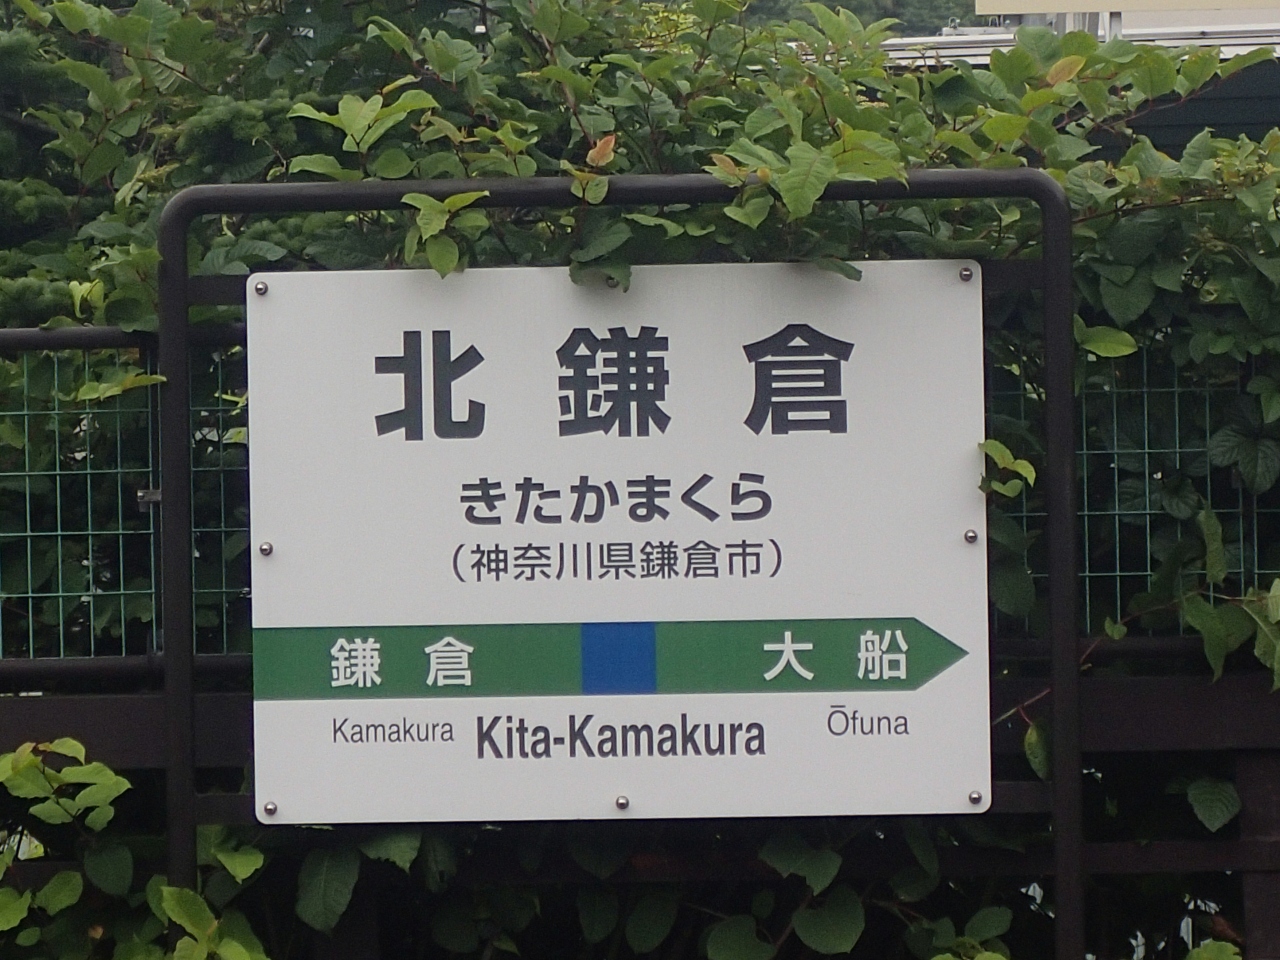 北 鎌 倉
きたかまくら
（神奈川県鎌倉市）
鎌 倉 大 船
Kamakura Kita-Kamakura Ōfuna